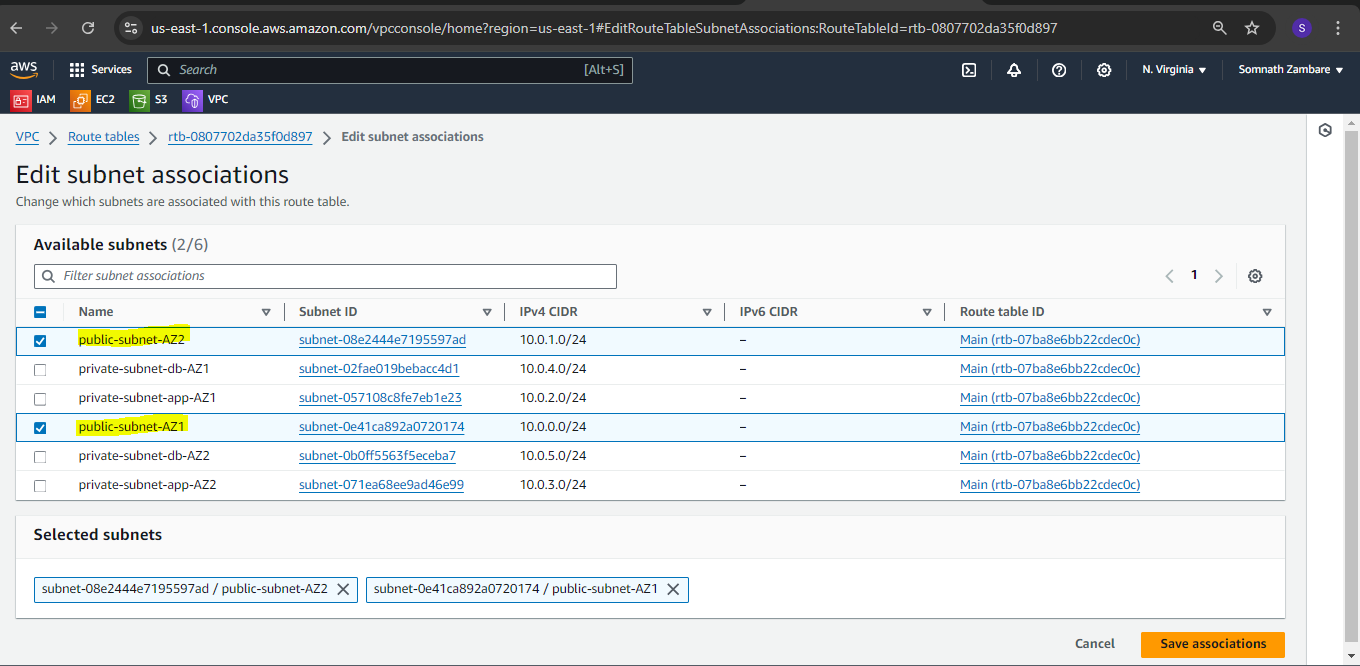 us-east-1.console.aws.amazon.com/vpcconsole/home?region=us-east-1#EditRouteTableSubnetAssociations:RouteTableId=rtb-0807702da35f0d897
S
aws
Services
Search
[Alt+S]
N. Virginia
Somnath Zambare
IAM
EC2
S3
VPC
VPC
Route tables
rtb-0807702da35f0d897
Edit subnet associations
Edit subnet associations
Change which subnets are associated with this route table.
Available subnets (2/6)
Filter subnet associations
1
Name Subnet ID IPv4 CIDR IPv6 CIDR Route table ID
public-subnet-AZ2 subnet-08e2444e7195597ad 10.0.1.0/24 – Main (rtb-07ba8e6bb22cdec0c)
private-subnet-db-AZ1 subnet-02fae019bebacc4d1 10.0.4.0/24 – Main (rtb-07ba8e6bb22cdec0c)
private-subnet-app-AZ1 subnet-057108c8fe7eb1e23 10.0.2.0/24 – Main (rtb-07ba8e6bb22cdec0c)
public-subnet-AZ1 subnet-0e41ca892a0720174 10.0.0.0/24 – Main (rtb-07ba8e6bb22cdec0c)
private-subnet-db-AZ2 subnet-0b0ff5563f5eceba7 10.0.5.0/24 – Main (rtb-07ba8e6bb22cdec0c)
private-subnet-app-AZ2 subnet-071ea68ee9ad46e99 10.0.3.0/24 – Main (rtb-07ba8e6bb22cdec0c)
Selected subnets
subnet-08e2444e7195597ad / public-subnet-AZ2
subnet-0e41ca892a0720174 / public-subnet-AZ1
Cancel
Save associations